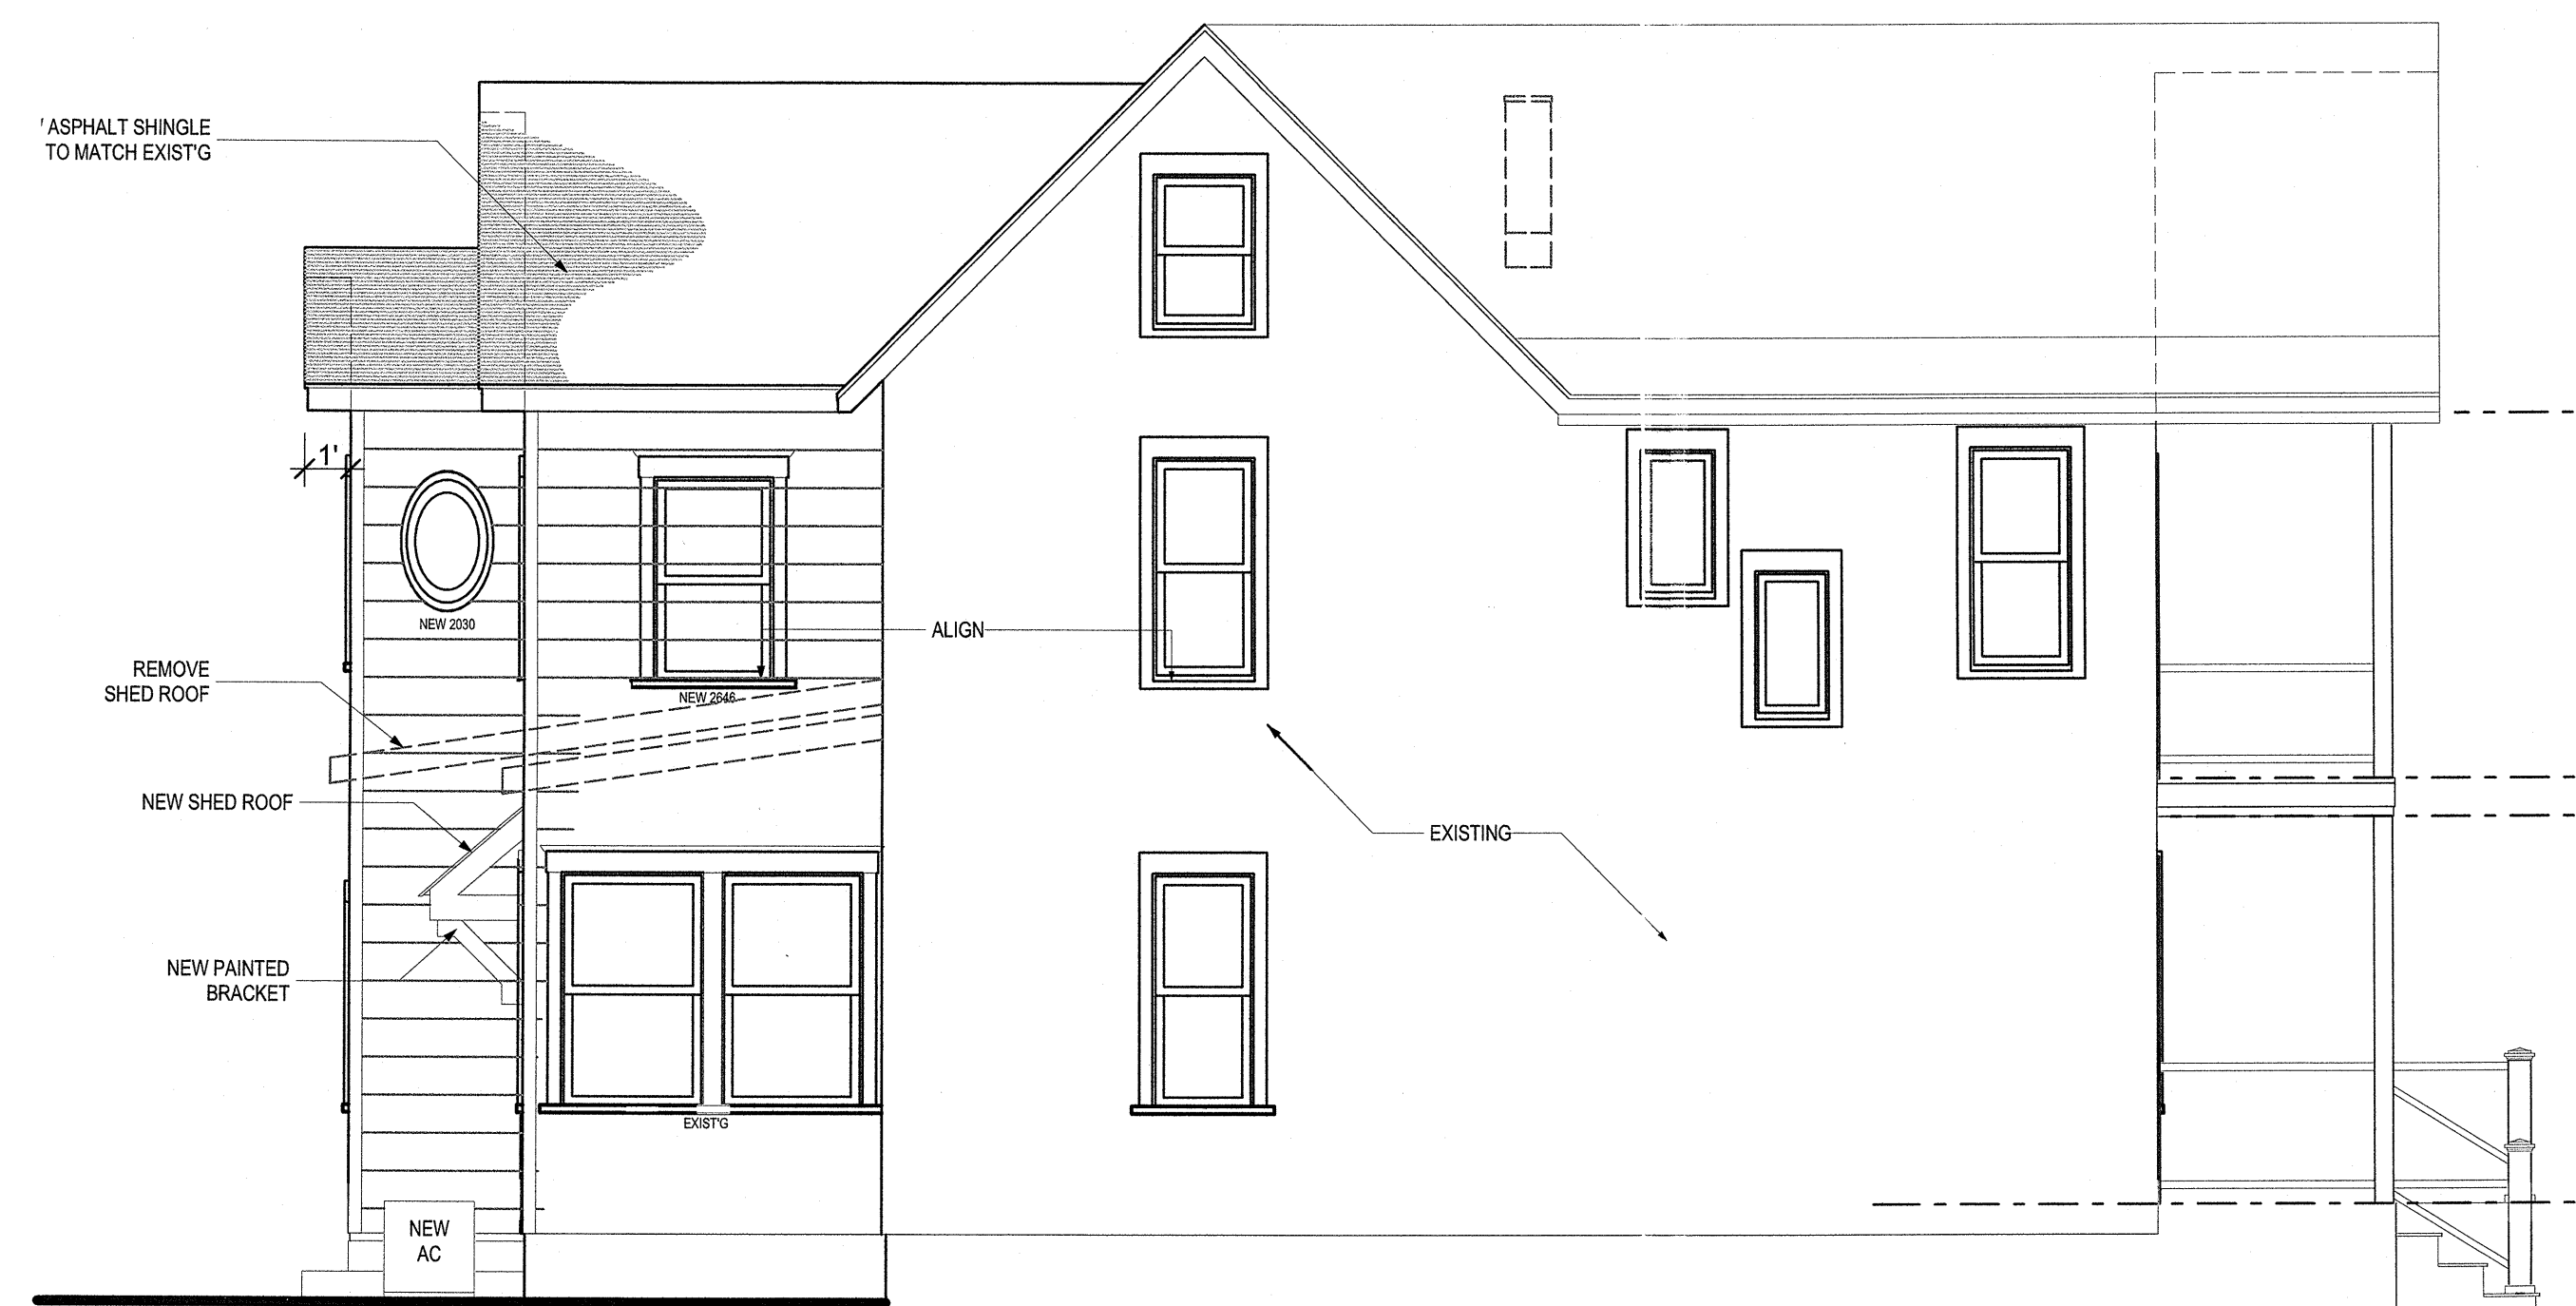 'ASPHALT SHINGLE
TO MATCH EXIST'G
1'
NEW 2030
ALIGN
REMOVE
SHED ROOF
NEW 2646
NEW SHED ROOF
EXISTING
NEW PAINTED
BRACKET
EXIST'G
NEW
AC